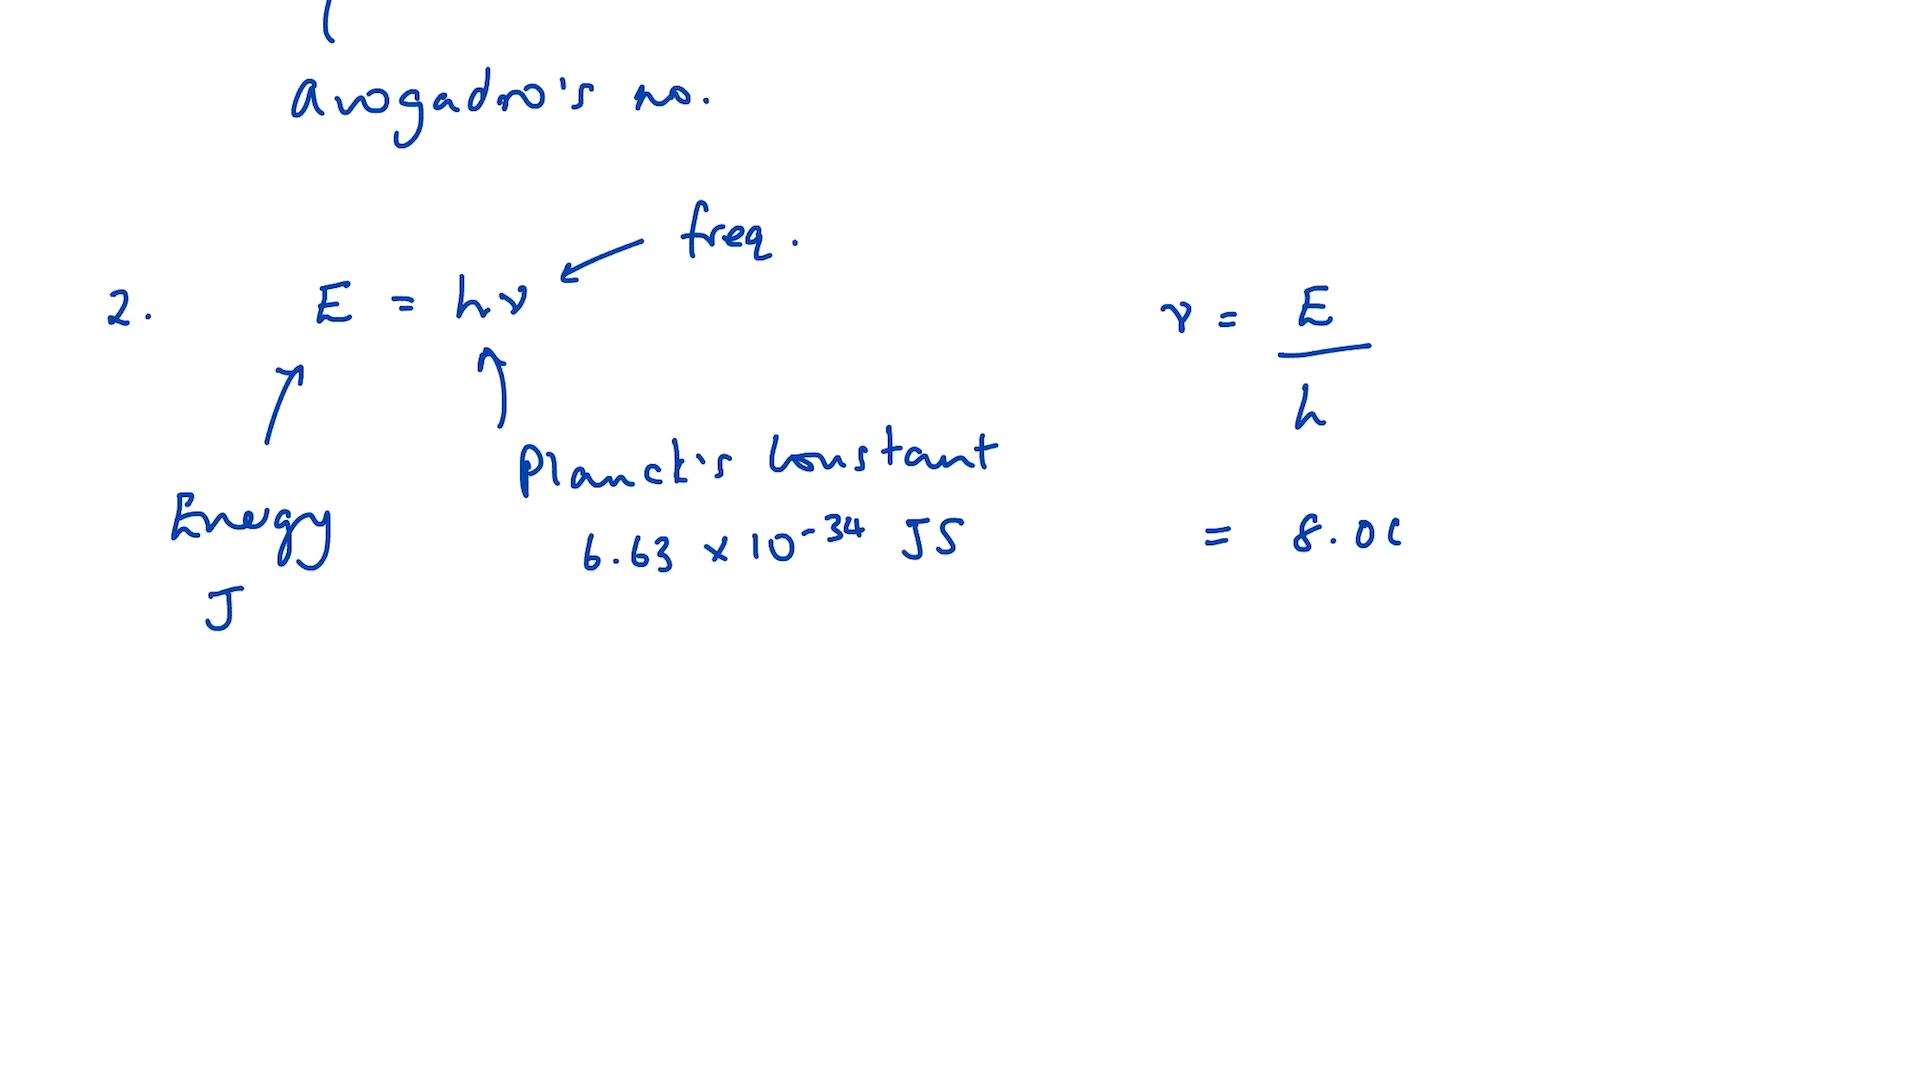 avogadro's no.
freq.
2. E = hν
ν = E
h
Planck's constant
Energy
6.63 × 10⁻³⁴ JS
= 8.0
J